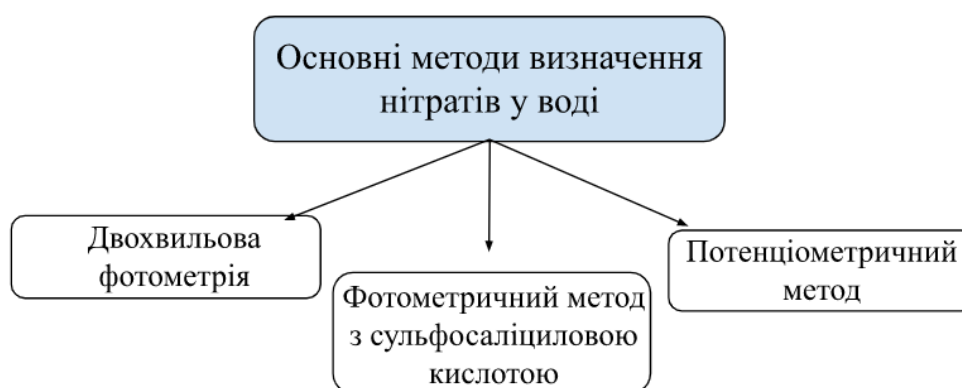 Основні методи визначення
нітратів у воді
Двохвильова
фотометрія
Фотометричний метод
з сульфосаліциловою
кислотою
Потенціометричний
метод